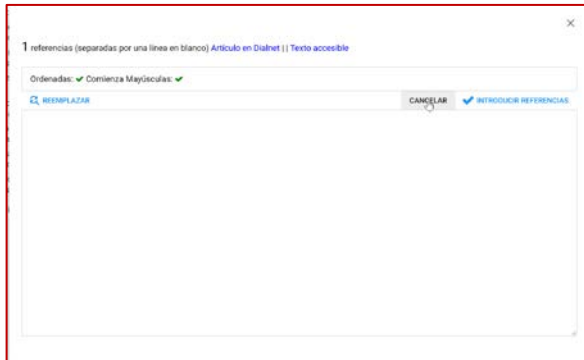 1 referencias (separadas por una línea en blanco) Artículo en Dialnet || Texto accesible
Ordenadas: ✔ Comienza Mayúsculas: ✔
REEMPLAZAR CANCELAR ✔ INTRODUCIR REFERENCIAS